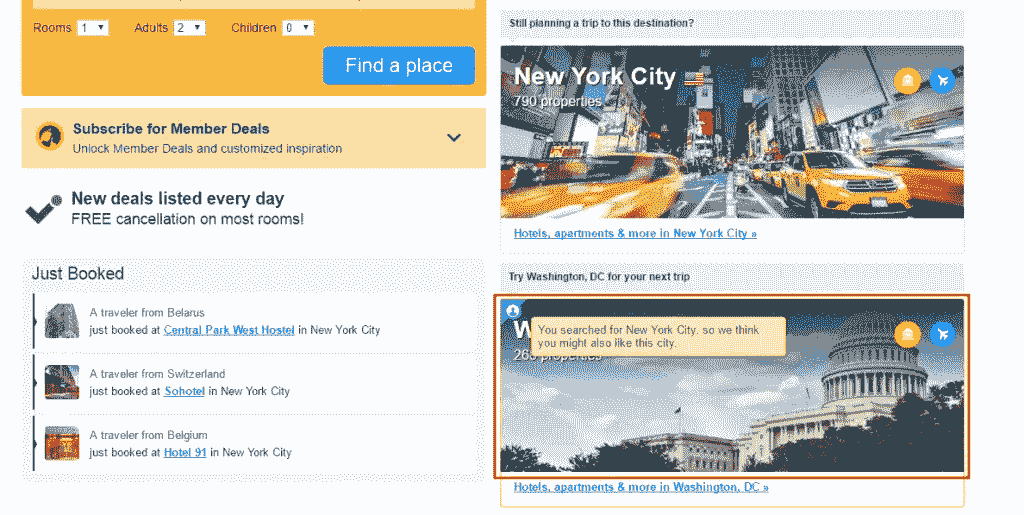 Rooms 1 Adults 2 Children 0
Find a place
Subscribe for Member Deals
Unlock Member Deals and customized inspiration
New deals listed every day
FREE cancellation on most rooms!
Just Booked
A traveler from Belarus
just booked at Central Park West Hostel in New York City
A traveler from Switzerland
just booked at Sohotel in New York City
A traveler from Belgium
just booked at Hotel 91 in New York City
Still planning a trip to this destination?
New York City
790 properties
Hotels, apartments & more in New York City »
Try Washington, DC for your next trip
You searched for New York City, so we think
you might also like this city.
properties
Hotels, apartments & more in Washington, DC »